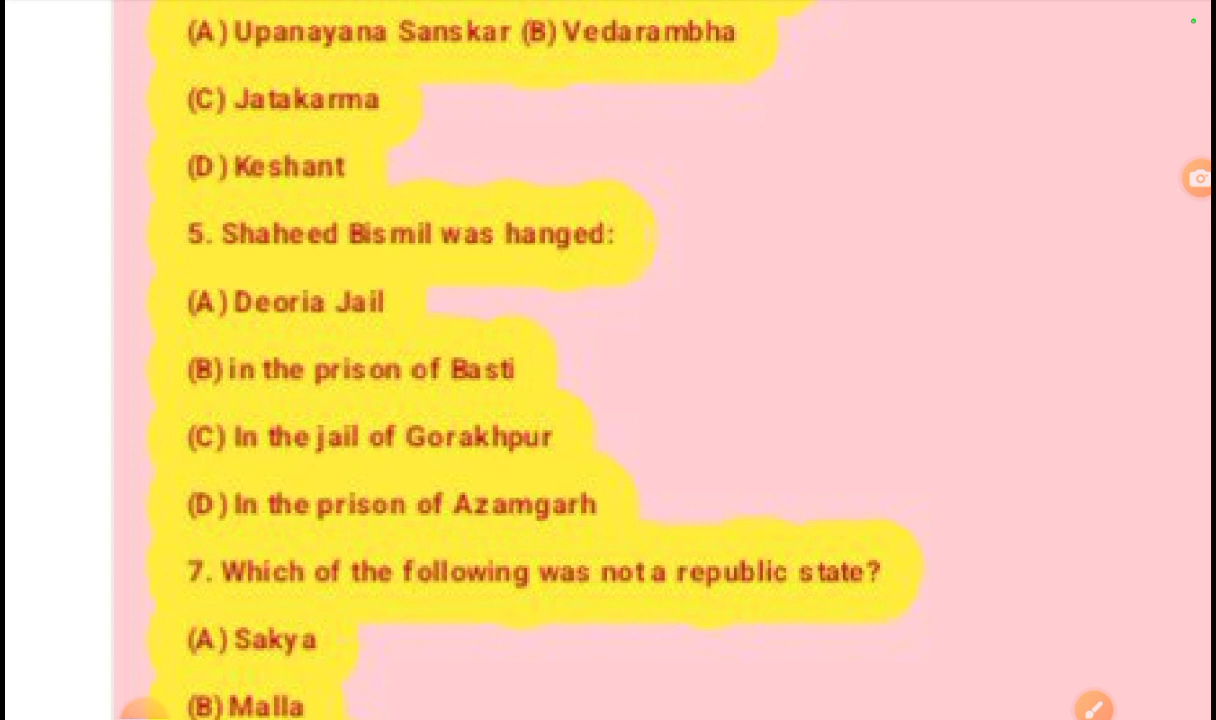 (A) Upanayana Sanskar (B) Vedarambha
(C) Jatakarma
(D) Keshant
5. Shaheed Bismil was hanged:
(A) Deoria Jail
(B) in the prison of Basti
(C) In the jail of Gorakhpur
(D) In the prison of Azamgarh
7. Which of the following was not a republic state?
(A) Sakya
(B) Malla